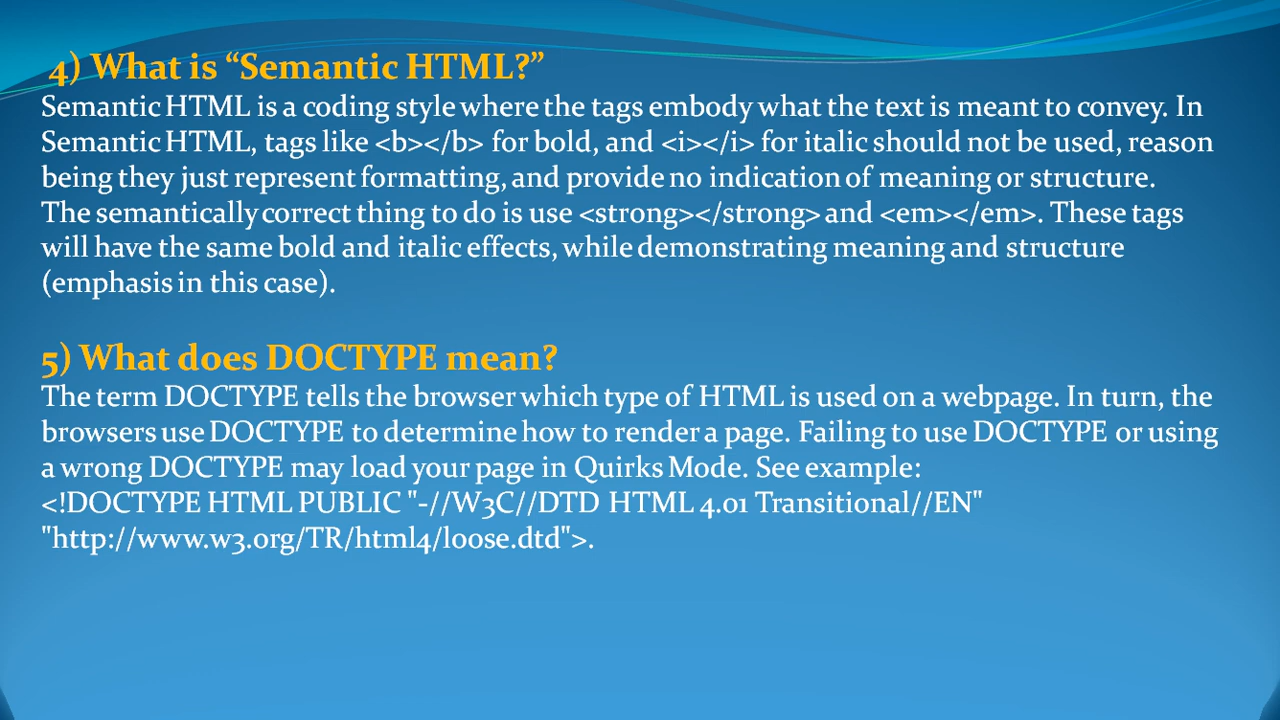 4) What is “Semantic HTML?”
Semantic HTML is a coding style where the tags embody what the text is meant to convey. In
Semantic HTML, tags like <b></b> for bold, and <i></i> for italic should not be used, reason
being they just represent formatting, and provide no indication of meaning or structure.
The semantically correct thing to do is use <strong></strong> and <em></em>. These tags
will have the same bold and italic effects, while demonstrating meaning and structure
(emphasis in this case).
5) What does DOCTYPE mean?
The term DOCTYPE tells the browser which type of HTML is used on a webpage. In turn, the
browsers use DOCTYPE to determine how to render a page. Failing to use DOCTYPE or using
a wrong DOCTYPE may load your page in Quirks Mode. See example:
<!DOCTYPE HTML PUBLIC "-//W3C//DTD HTML 4.01 Transitional//EN"
"http://www.w3.org/TR/html4/loose.dtd">.